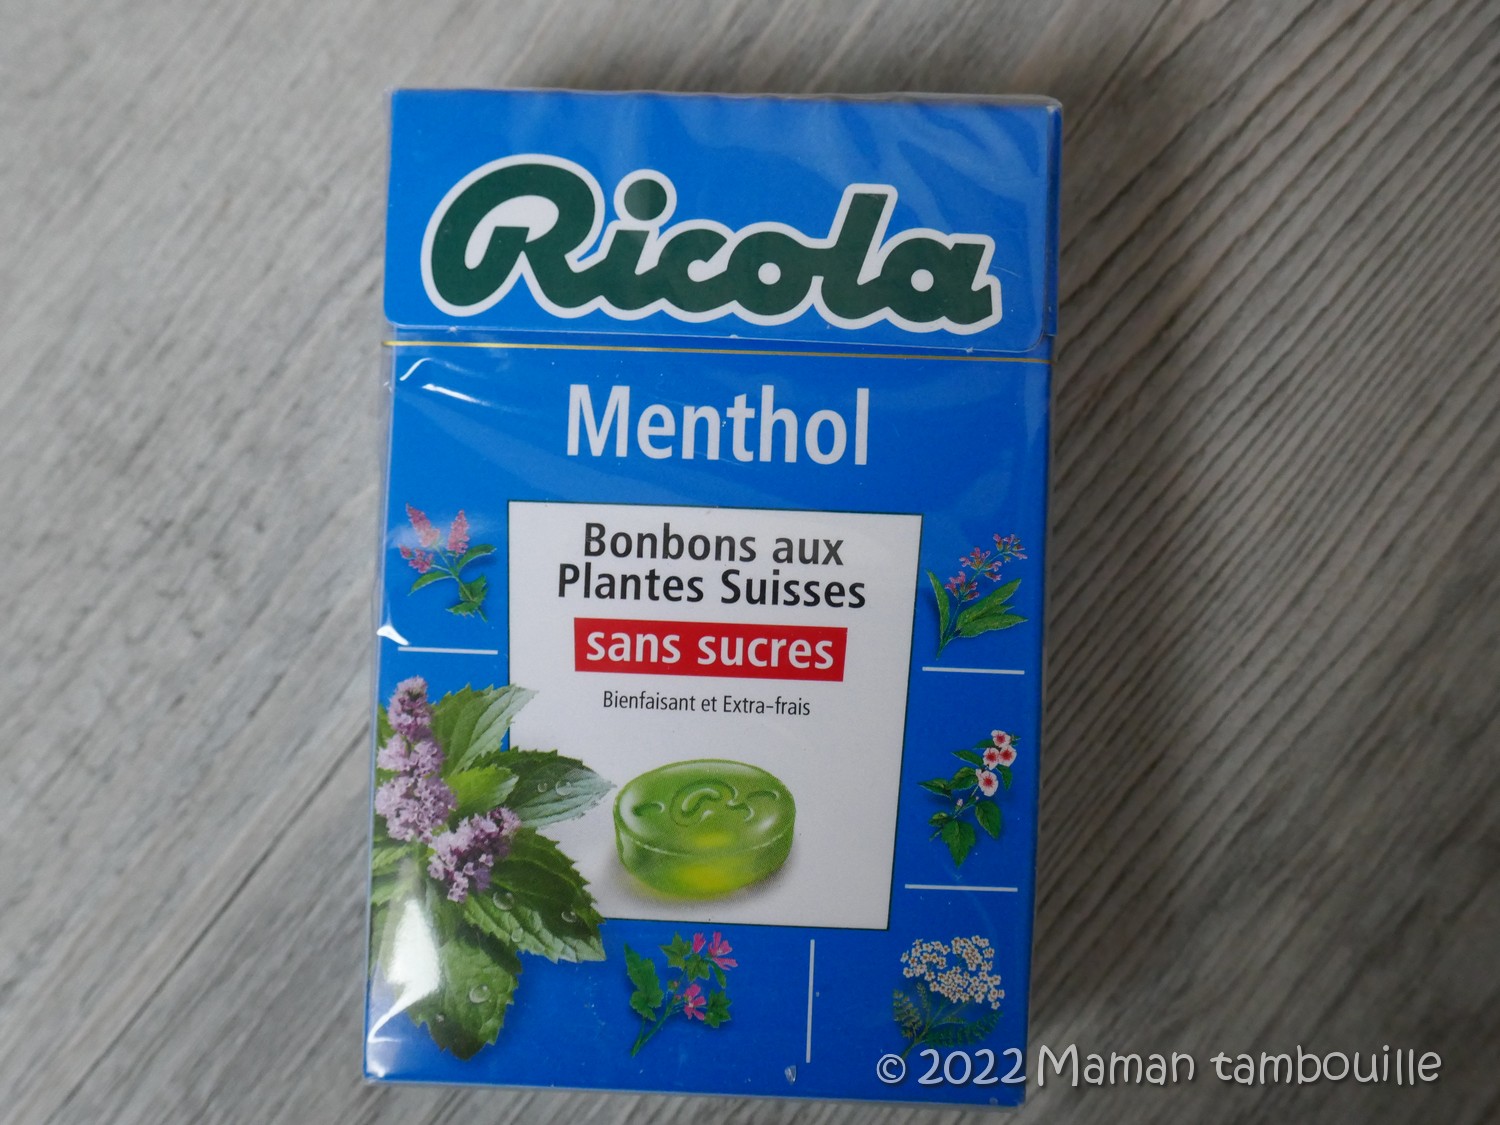 Ricola
Menthol
Bonbons aux
Plantes Suisses
sans sucres
Bienfaisant et Extra-frais
© 2022 Maman tambouille